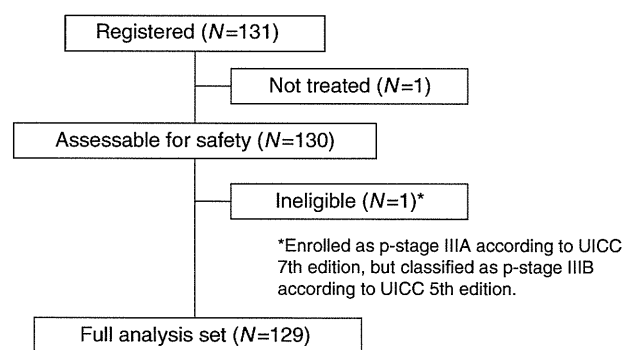 Registered (N=131)
Not treated (N=1)
Assessable for safety (N=130)
Ineligible (N=1)*
*Enrolled as p-stage IIIA according to UICC
7th edition, but classified as p-stage IIIB
according to UICC 5th edition.
Full analysis set (N=129)